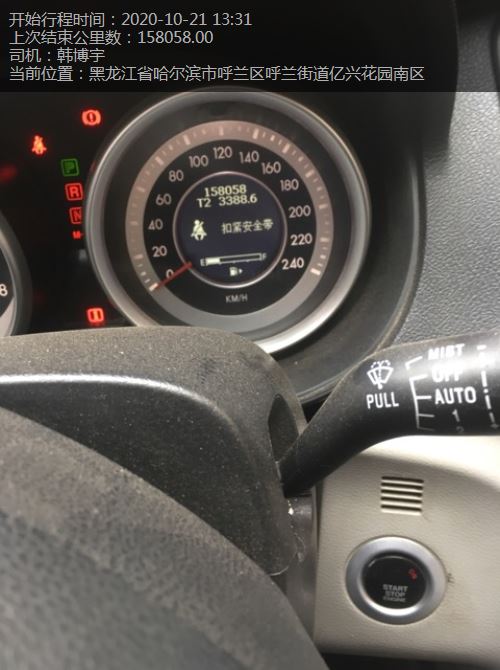 开始行程时间：2020-10-21 13:31
上次结束公里数：158058.00
司机：韩博宇
当前位置：黑龙江省哈尔滨市呼兰区呼兰街道亿兴花园南区
P
R
N
M
8
0
20
40
60
80
100
120
140
160
180
200
220
240
158058
T2 3388.6
扣紧安全带
E F
KM/H
MIST
OFF
PULL
AUTO
1
2
START
STOP
ENGINE